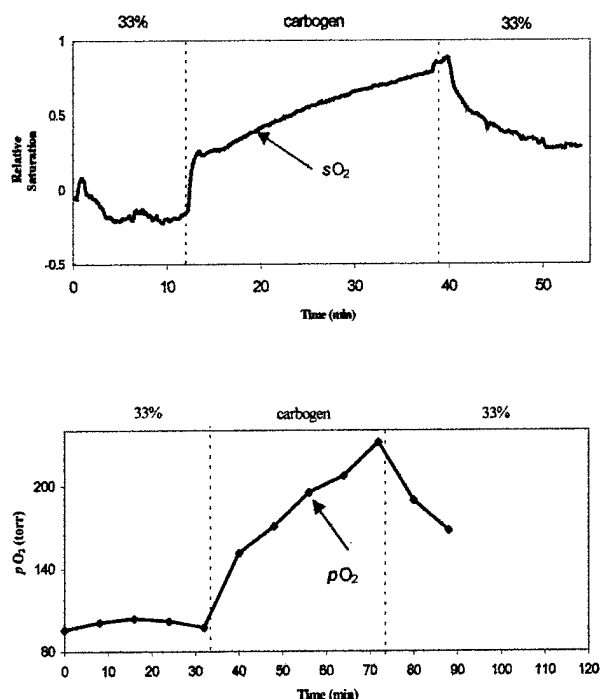 33% carbogen 33%
1
0.5
0
-0.5
Relative
Saturation
sO₂
0 10 20 30 40 50
Time (min)
33% carbogen 33%
200
140
80
pO₂ (torr)
pO₂
0 10 20 30 40 50 60 70 80 90 100 110 120
Time (min)